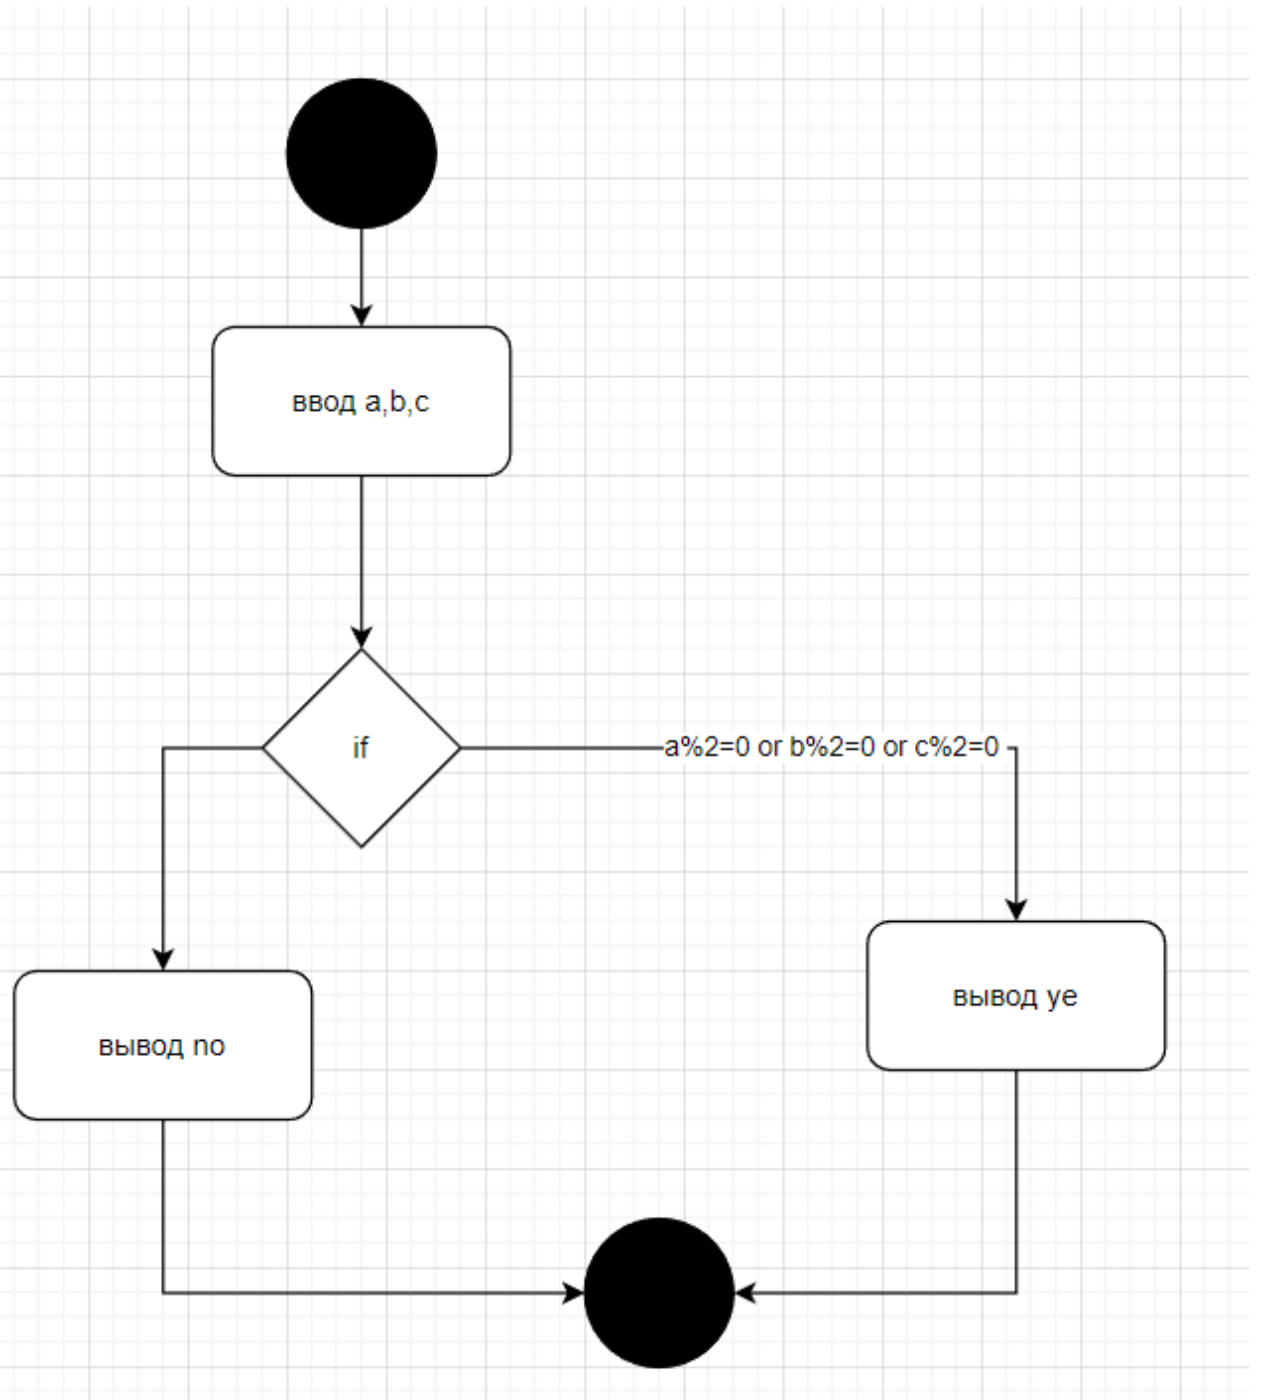 ввод a,b,c
if
a%2=0 or b%2=0 or c%2=0
вывод ye
вывод no